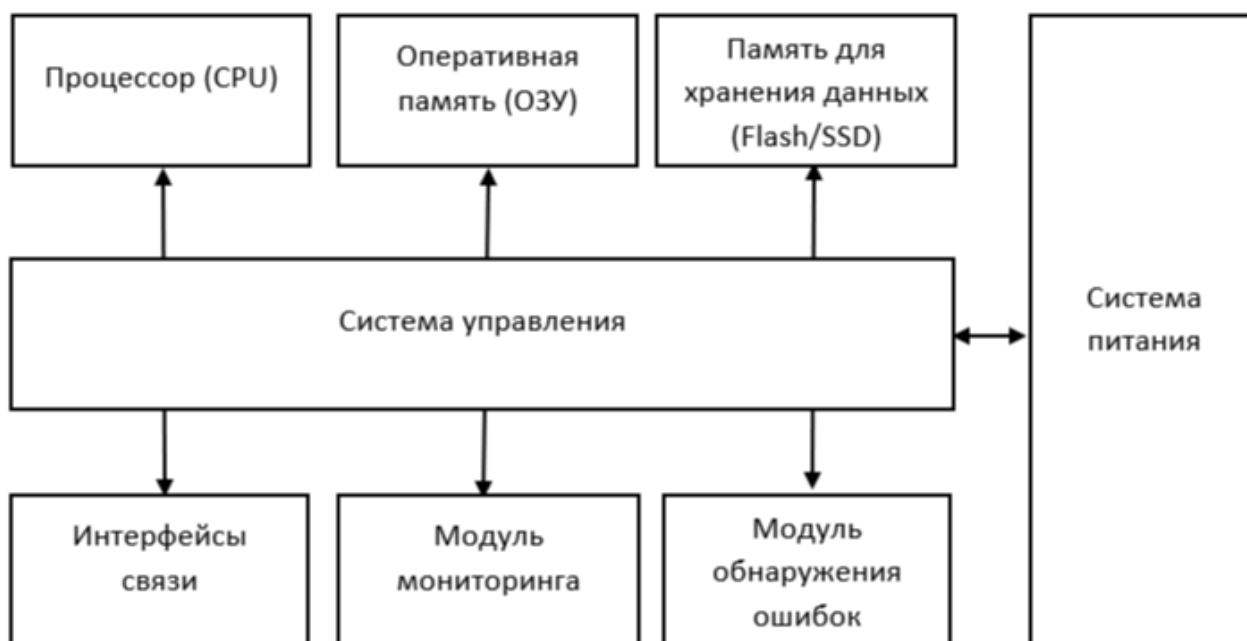 Процессор (CPU)
Оперативная
память (ОЗУ)
Память для
хранения данных
(Flash/SSD)
Система управления
Система
питания
Интерфейсы
связи
Модуль
мониторинга
Модуль
обнаружения
ошибок